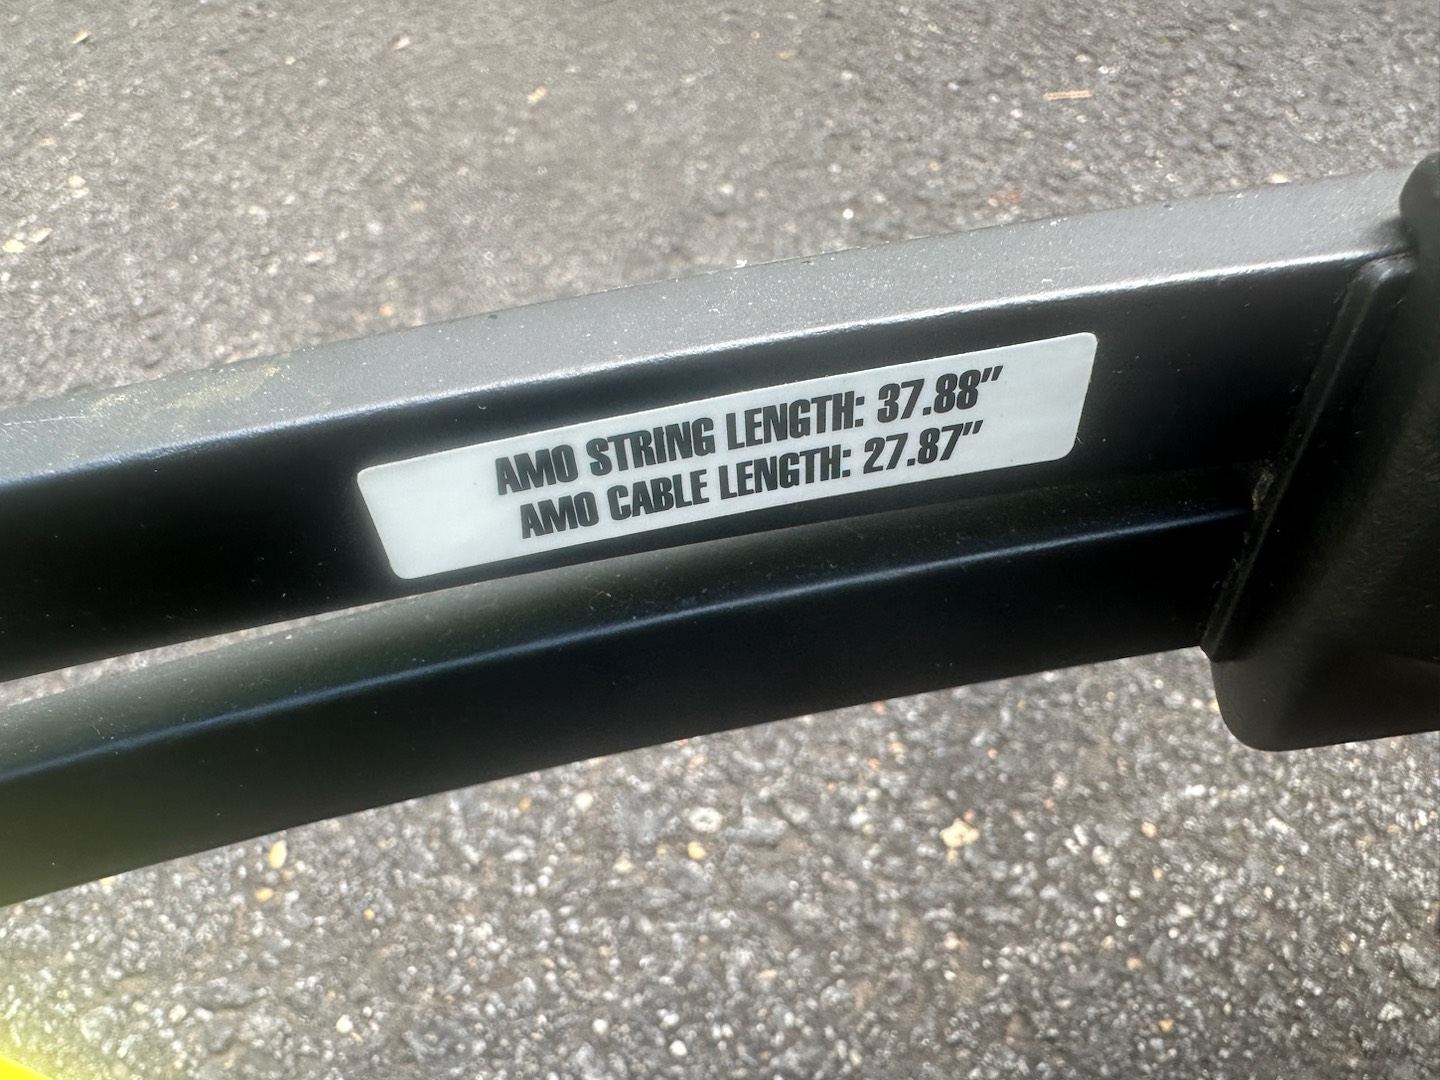 AMO STRING LENGTH: 37.88"
AMO CABLE LENGTH: 27.87"